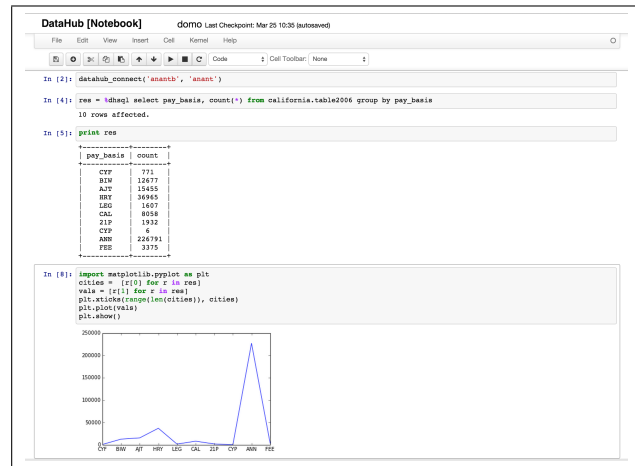 DataHub [Notebook] domo Last Checkpoint: Mar 25 10:35 (autosaved)
File Edit View Insert Cell Kernel Help
Code Cell Toolbar: None
In [2]: datahub_connect('anantb', 'anant')
In [4]: res = %dhsql select pay_basis, count(*) from california.table2006 group by pay_basis
10 rows affected.
In [5]: print res
+-----------+--------+
| pay_basis | count |
+-----------+--------+
| CYF | 771 |
| BIW | 12677 |
| AJT | 15455 |
| HRY | 36965 |
| LEG | 1607 |
| CAL | 8058 |
| 21P | 1932 |
| CYP | 6 |
| ANN | 226791 |
| FEE | 3375 |
+-----------+--------+
In [8]: import matplotlib.pyplot as plt
cities = [r[0] for r in res]
vals = [r[1] for r in res]
plt.xticks(range(len(cities)), cities)
plt.plot(vals)
plt.show()
250000
200000
150000
100000
50000
0
CYF BIW AJT HRY LEG CAL 21P CYP ANN FEE